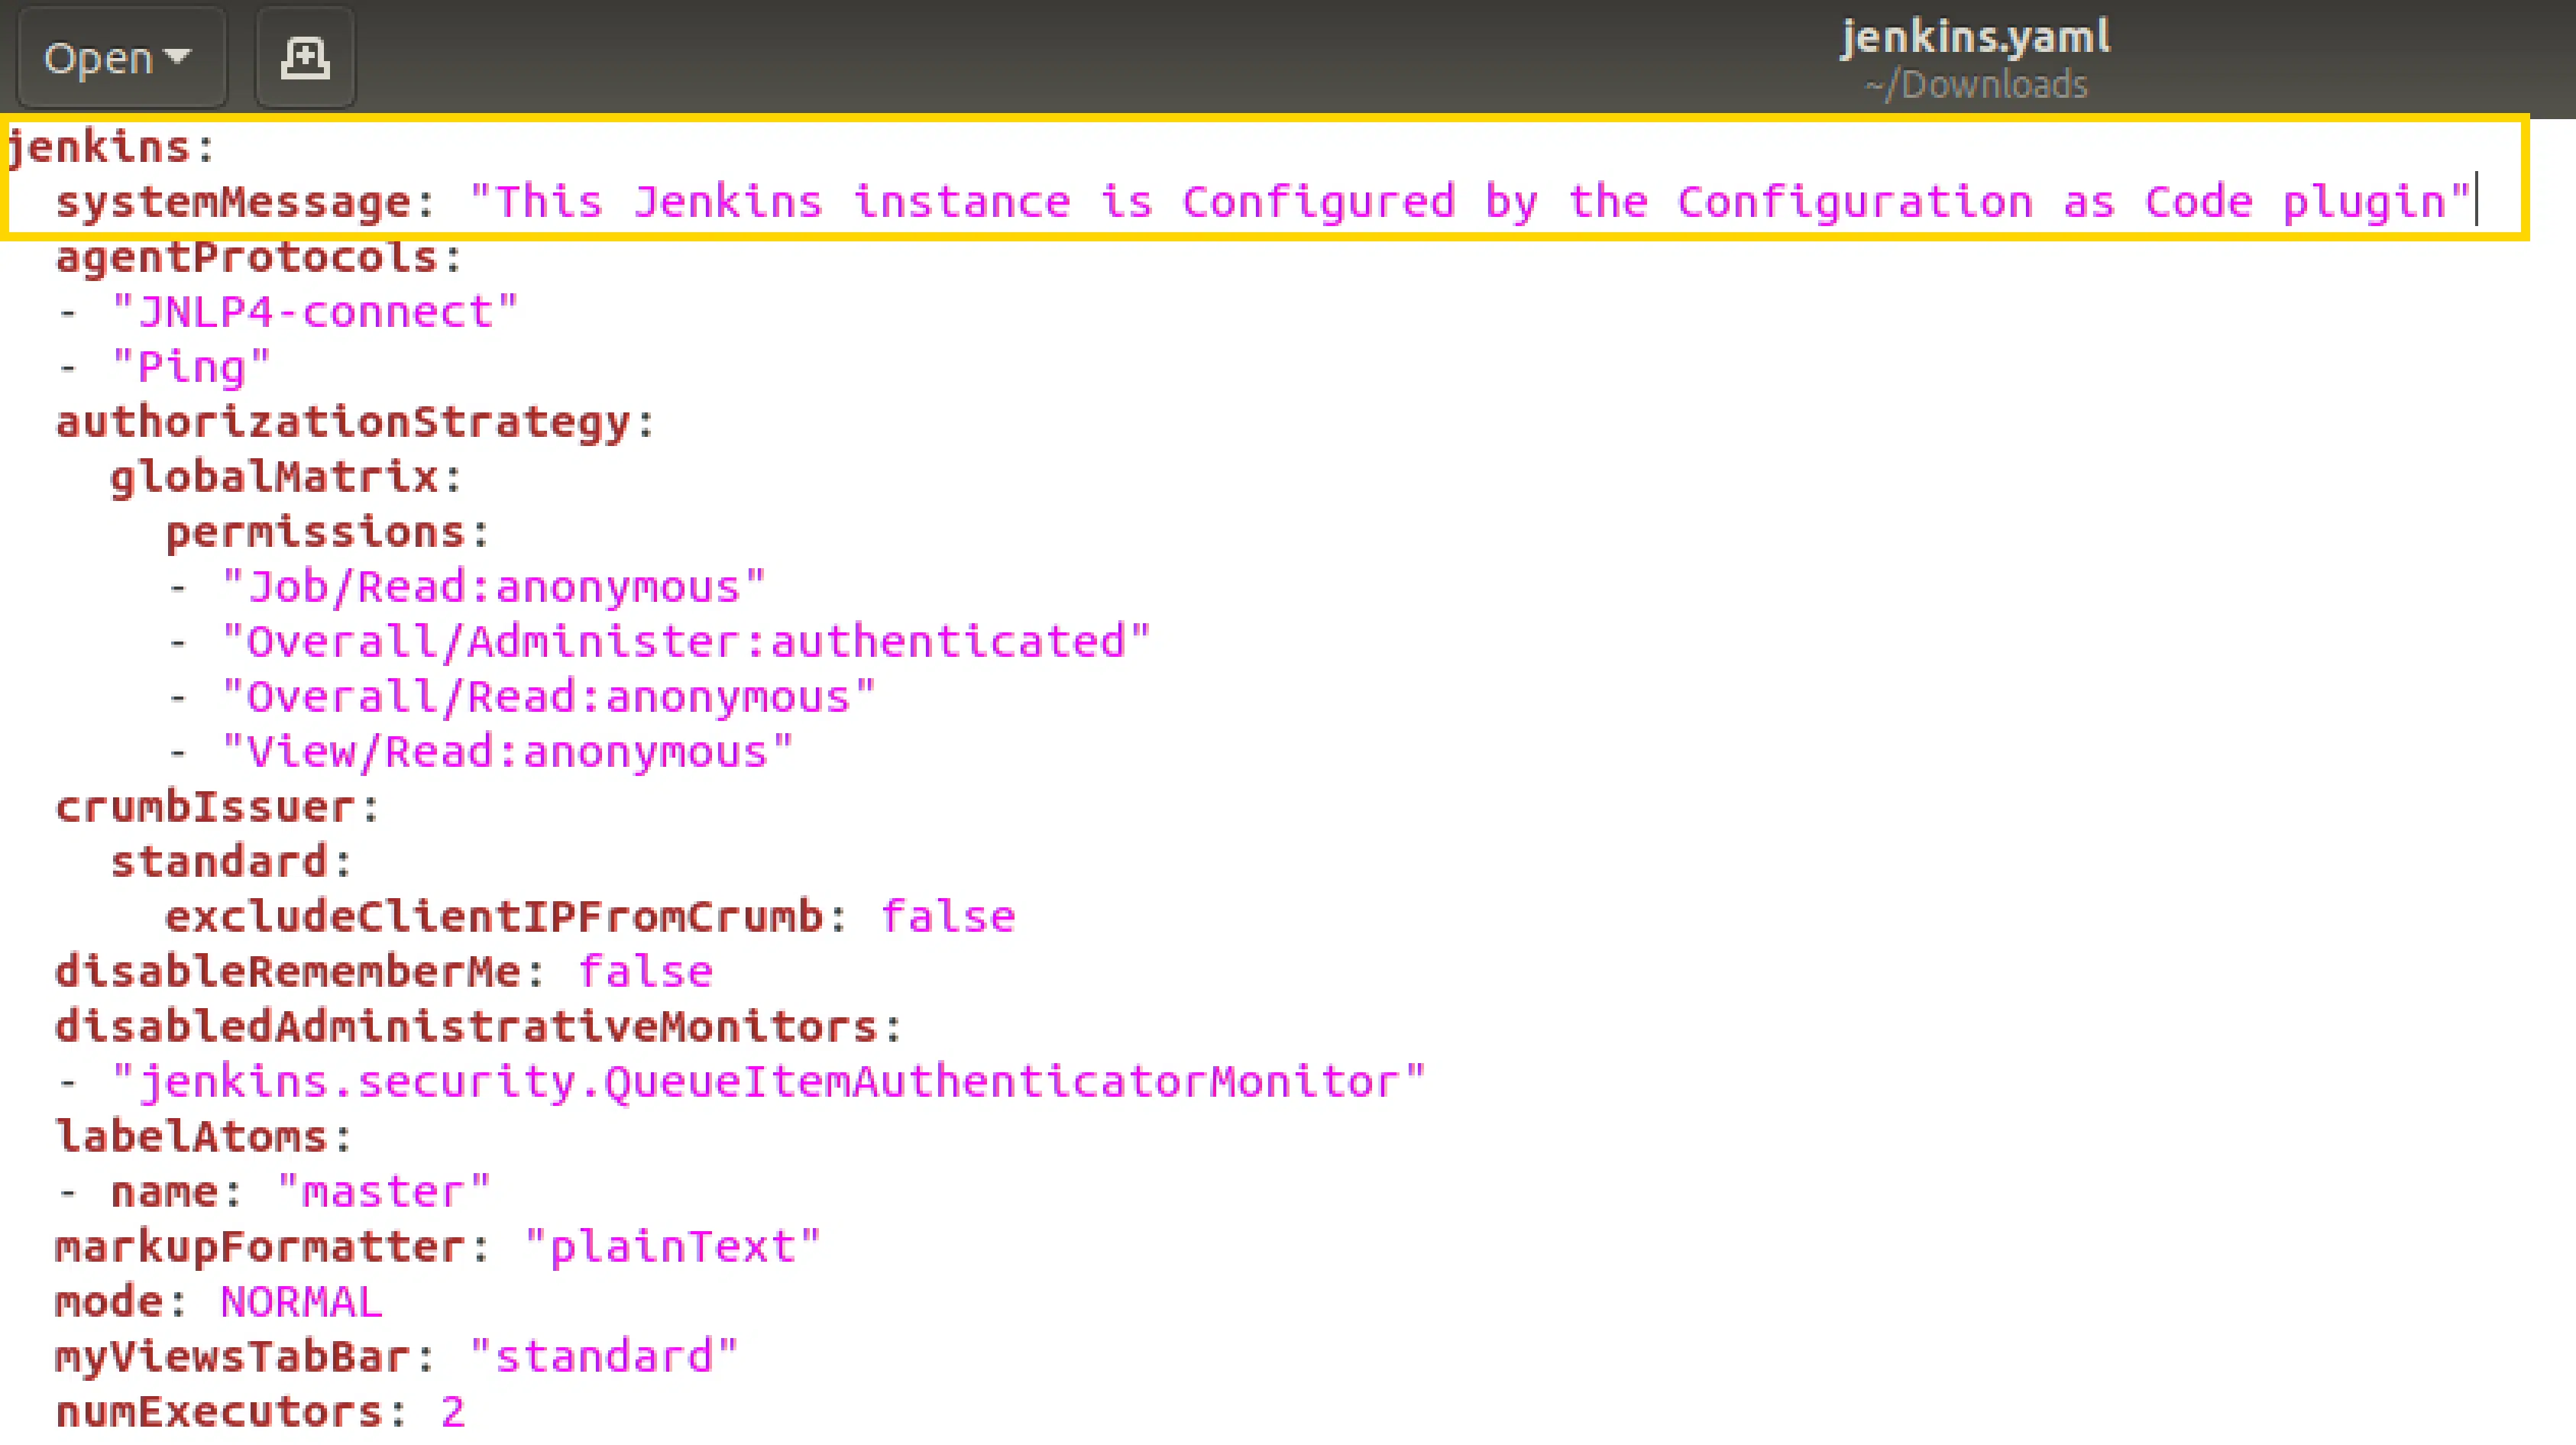 Open
jenkins.yaml
~/Downloads
jenkins:
  systemMessage: "This Jenkins instance is Configured by the Configuration as Code plugin"
  agentProtocols:
  - "JNLP4-connect"
  - "Ping"
  authorizationStrategy:
    globalMatrix:
      permissions:
      - "Job/Read:anonymous"
      - "Overall/Administer:authenticated"
      - "Overall/Read:anonymous"
      - "View/Read:anonymous"
  crumbIssuer:
    standard:
      excludeClientIPFromCrumb: false
  disableRememberMe: false
  disabledAdministrativeMonitors:
  - "jenkins.security.QueueItemAuthenticatorMonitor"
  labelAtoms:
  - name: "master"
  markupFormatter: "plainText"
  mode: NORMAL
  myViewsTabBar: "standard"
  numExecutors: 2